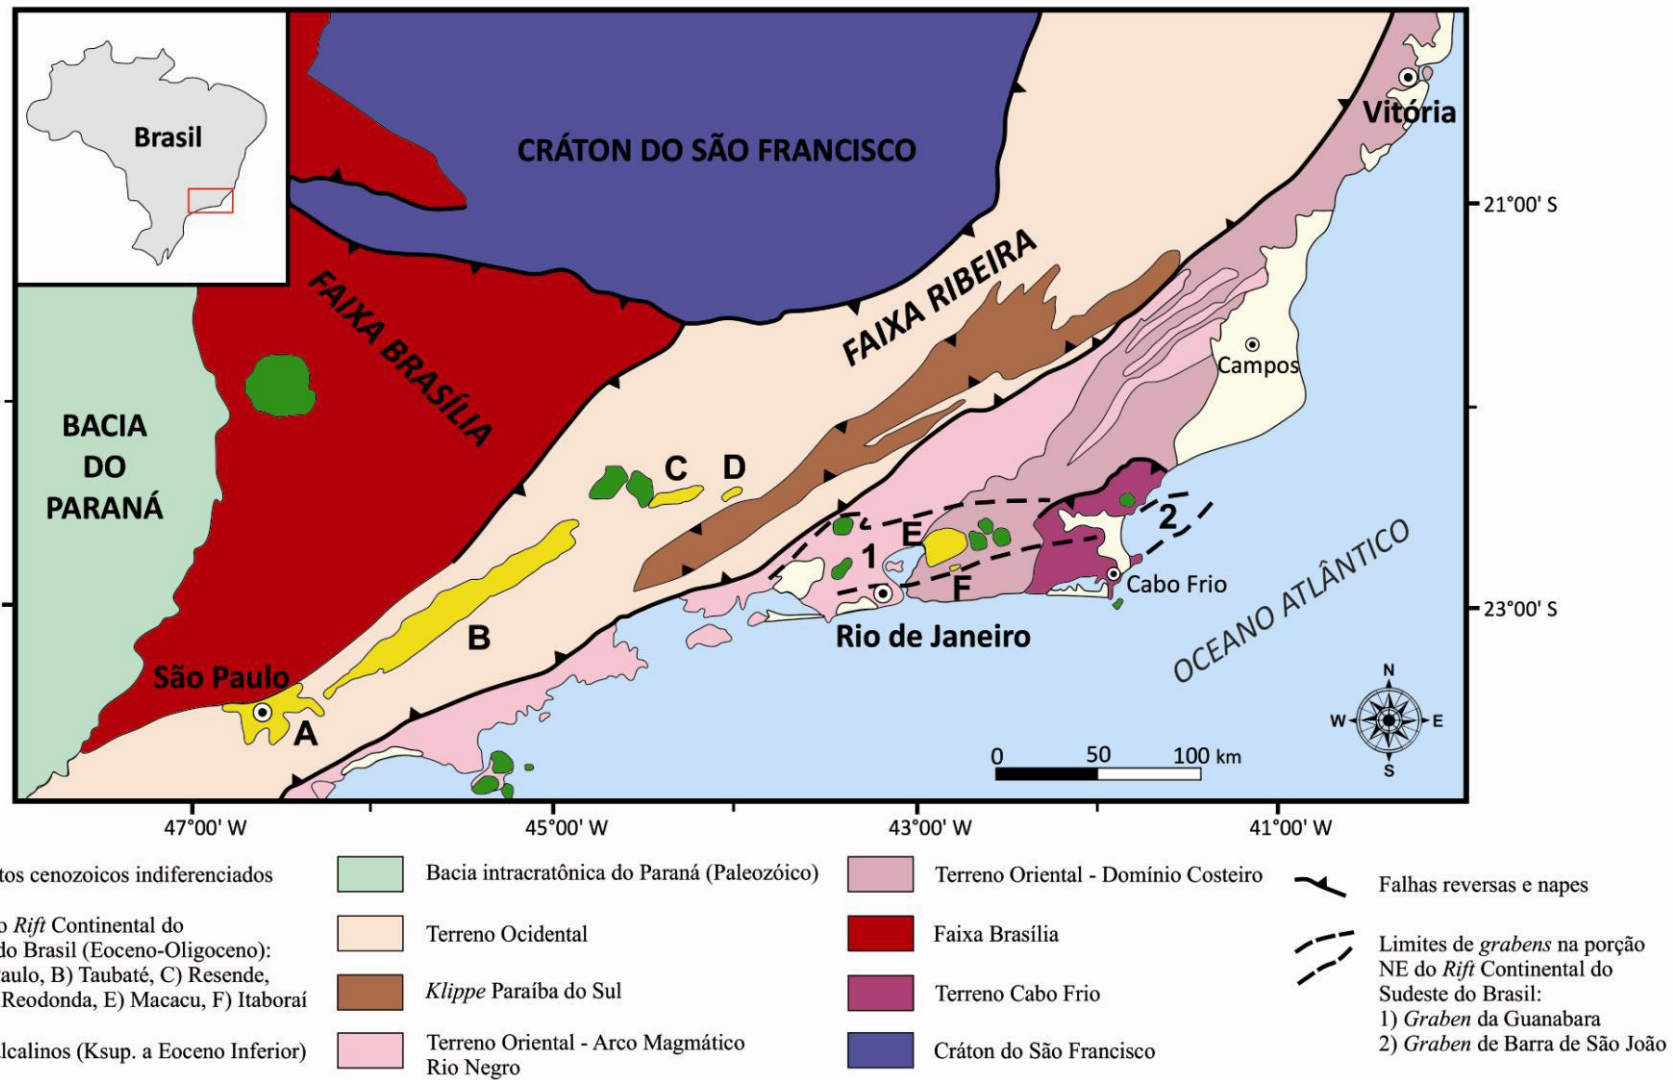 Brasil
CRÁTON DO SÃO FRANCISCO
Vitória
21°00' S
FAIXA RIBEIRA
FAIXA BRASÍLIA
Campos
BACIA
DO
PARANÁ
C
D
E
1
2
F
Cabo Frio
OCEANO ATLÂNTICO
23°00' S
B
Rio de Janeiro
São Paulo
A
N
W
E
S
0 50 100 km
47°00' W
45°00' W
43°00' W
41°00' W
tos cenozoicos indiferenciados
o Rift Continental do
do Brasil (Eoceno-Oligoceno):
aulo, B) Taubaté, C) Resende,
Reodonda, E) Macacu, F) Itaboraí
lcalinos (Ksup. a Eoceno Inferior)
Bacia intracratônica do Paraná (Paleozóico)
Terreno Ocidental
Klippe Paraíba do Sul
Terreno Oriental - Arco Magmático
Rio Negro
Terreno Oriental - Domínio Costeiro
Faixa Brasília
Terreno Cabo Frio
Cráton do São Francisco
Falhas reversas e napes
Limites de grabens na porção
NE do Rift Continental do
Sudeste do Brasil:
1) Graben da Guanabara
2) Graben de Barra de São João